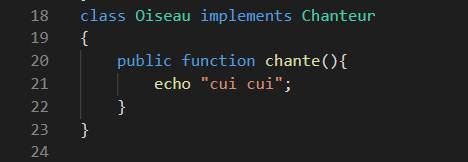 18 class Oiseau implements Chanteur
19 {
20 public function chante(){
21 echo "cui cui";
22 }
23 }
24